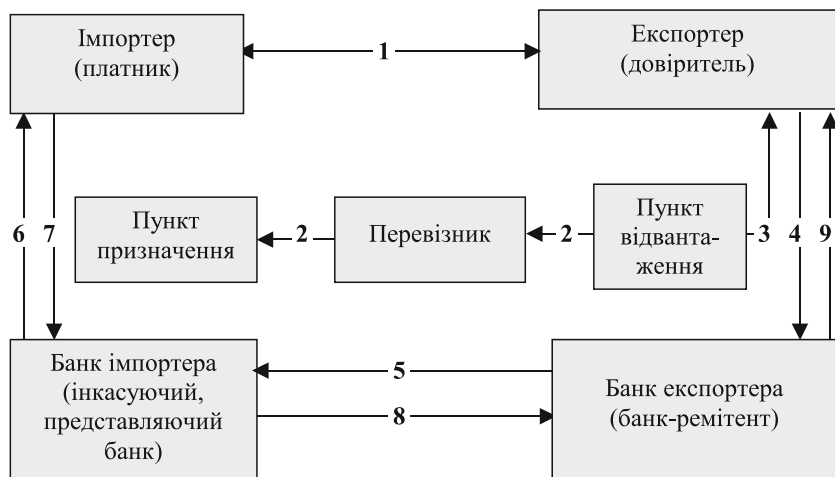 Імпортер
(платник)
1
Експортер
(довіритель)
6
7
Пункт
призначення
2
Перевізник
2
Пункт
відванта-
ження
3
4
9
Банк імпортера
(інкасуючий,
представляючий
банк)
5
8
Банк експортера
(банк-ремітент)